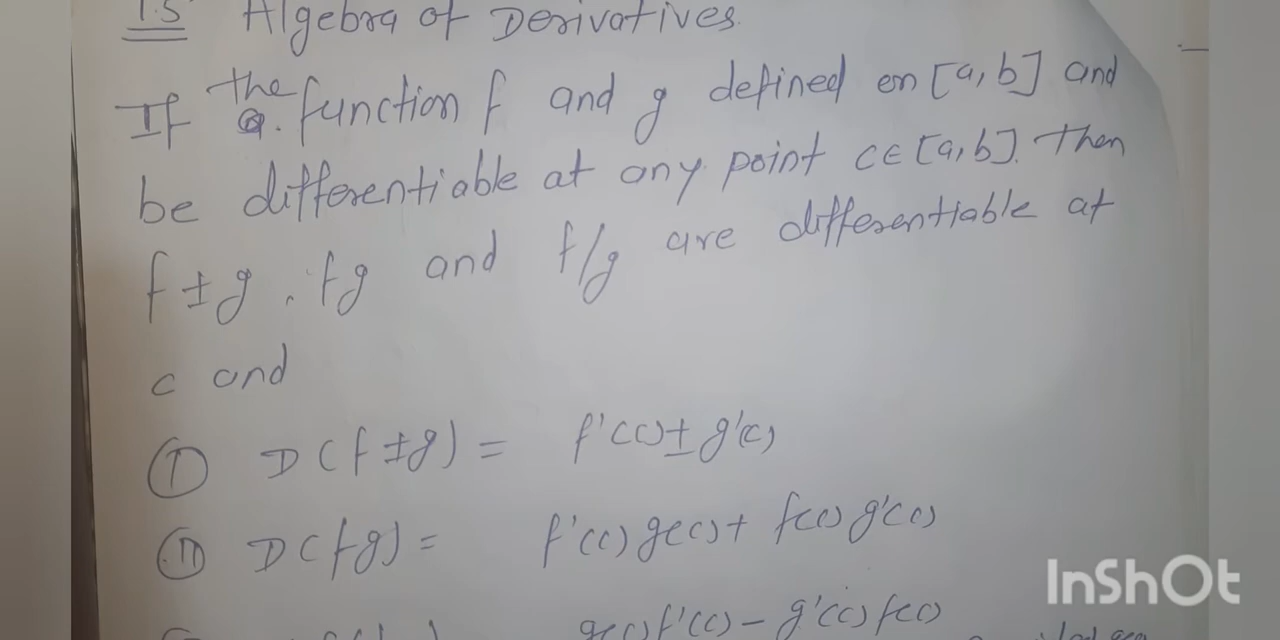 1.5 Algebra of Derivatives
If the function f and g defined on [a,b] and
be differentiable at any point c∈[a,b]. Then
f±g, fg and f/g are differentiable at
c and
(I) D(f±g) = f'(c)±g'(c)
(II) D(fg) = f'(c)g(c)+f(c)g'(c)
g(c)f'(c)-g'(c)f(c)
InShOt